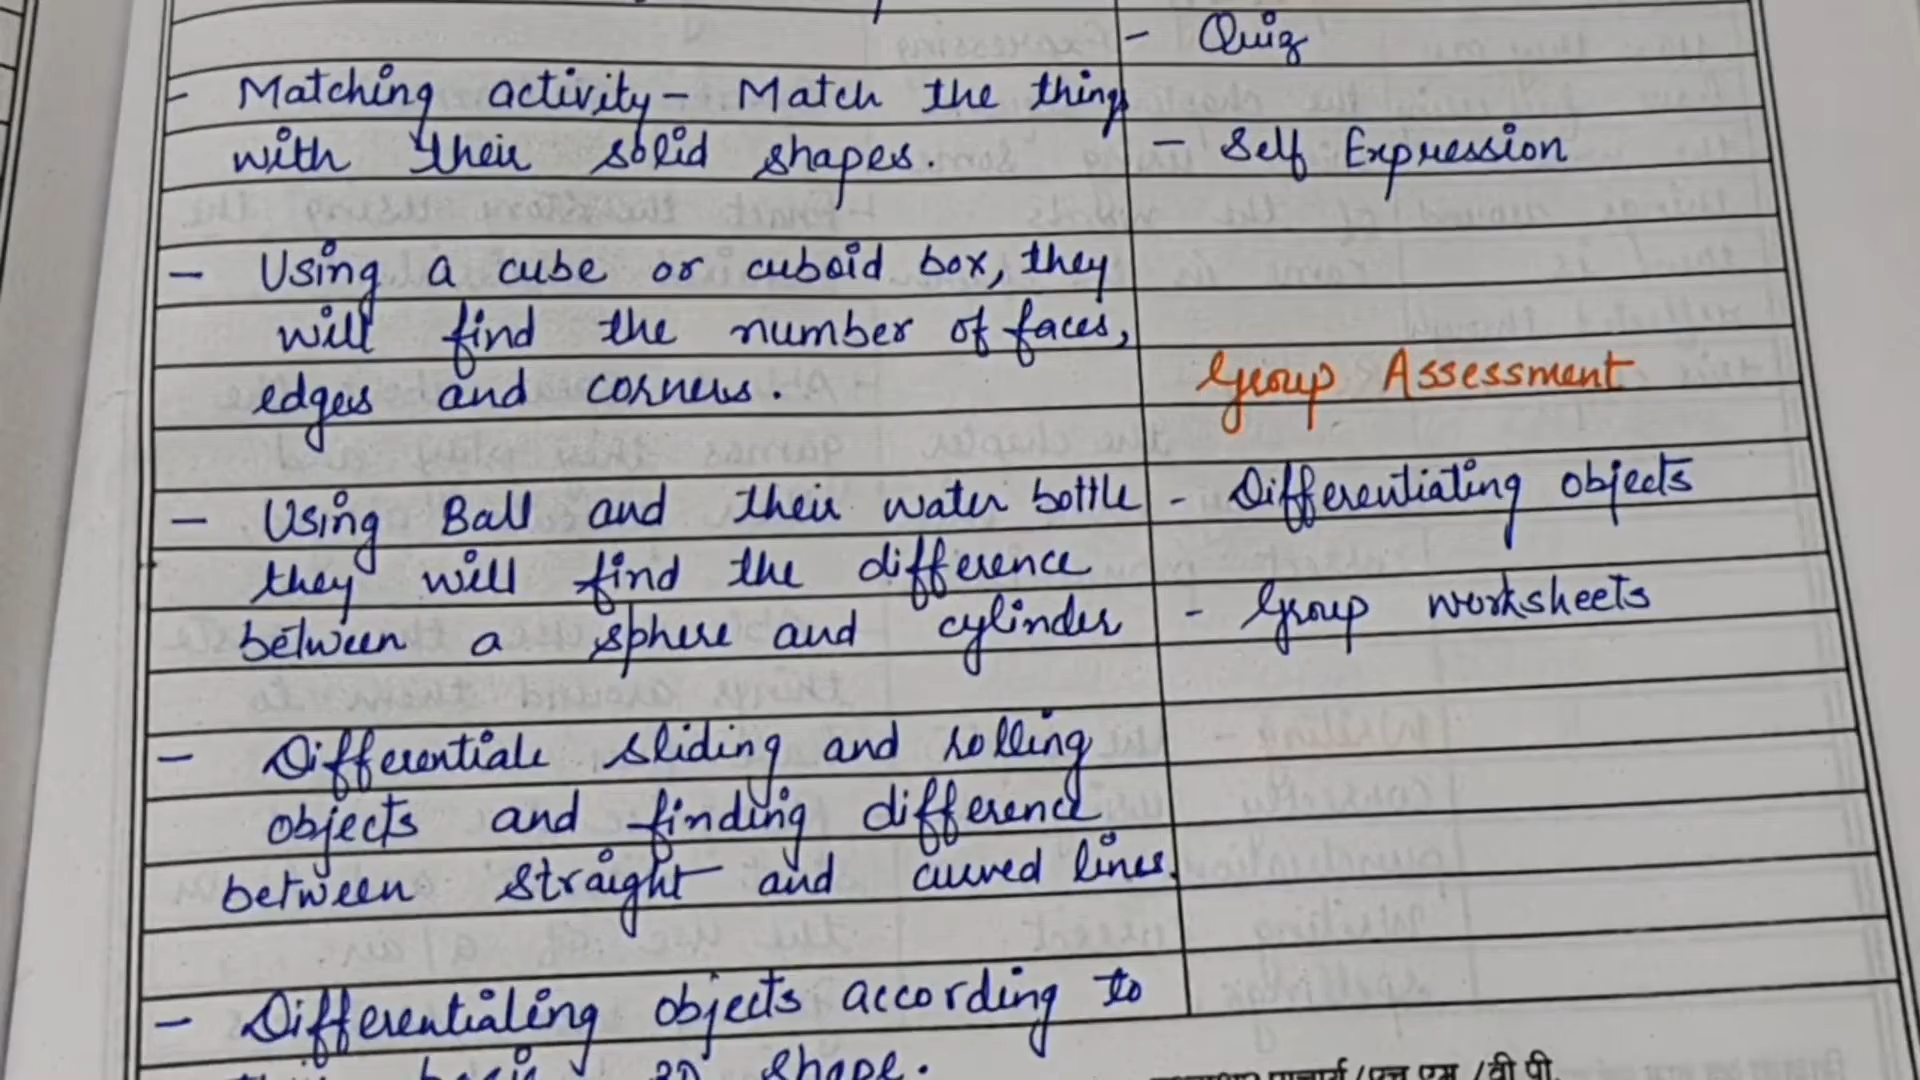 - Matching activity - Match the things
with their solid shapes.
- Using a cube or cuboid box, they
will find the number of faces,
edges and corners.
- Using Ball and their water bottle
they will find the difference
between a sphere and cylinder
- Differentiate sliding and rolling
objects and finding difference
between straight and curved lines.
- Differentiating objects according to
basic 3D shape.
- Quiz
- Self Expression
Group Assessment
- Differentiating objects
- Group worksheets